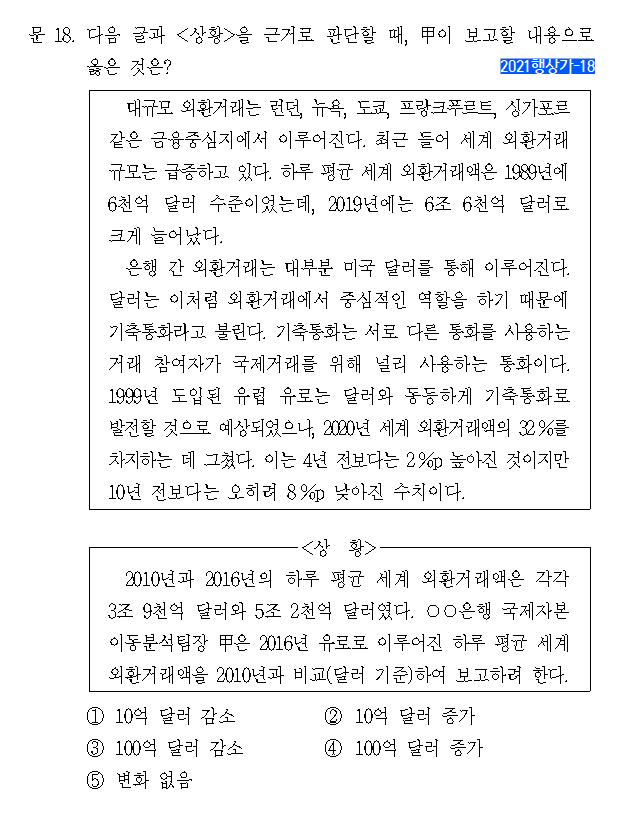 문 18. 다음 글과 <상황>을 근거로 판단할 때, 甲이 보고할 내용으로
옳은 것은?
2021행상가-18
대규모 외환거래는 런던, 뉴욕, 도쿄, 프랑크푸르트, 싱가포르
같은 금융중심지에서 이루어진다. 최근 들어 세계 외환거래
규모는 급증하고 있다. 하루 평균 세계 외환거래액은 1989년에
6천억 달러 수준이었는데, 2019년에는 6조 6천억 달러로
크게 늘어났다.
은행 간 외환거래는 대부분 미국 달러를 통해 이루어진다.
달러는 이처럼 외환거래에서 중심적인 역할을 하기 때문에
기축통화라고 불린다. 기축통화는 서로 다른 통화를 사용하는
거래 참여자가 국제거래를 위해 널리 사용하는 통화이다.
1999년 도입된 유럽 유로는 달러와 동등하게 기축통화로
발전할 것으로 예상되었으나, 2020년 세계 외환거래액의 32%를
차지하는 데 그쳤다. 이는 4년 전보다는 2%p 높아진 것이지만
10년 전보다는 오히려 8%p 낮아진 수치이다.
<상 황>
2010년과 2016년의 하루 평균 세계 외환거래액은 각각
3조 9천억 달러와 5조 2천억 달러였다. ○○은행 국제자본
이동분석팀장 甲은 2016년 유로로 이루어진 하루 평균 세계
외환거래액을 2010년과 비교(달러 기준)하여 보고하려 한다.
① 10억 달러 감소
② 10억 달러 증가
③ 100억 달러 감소
④ 100억 달러 증가
⑤ 변화 없음